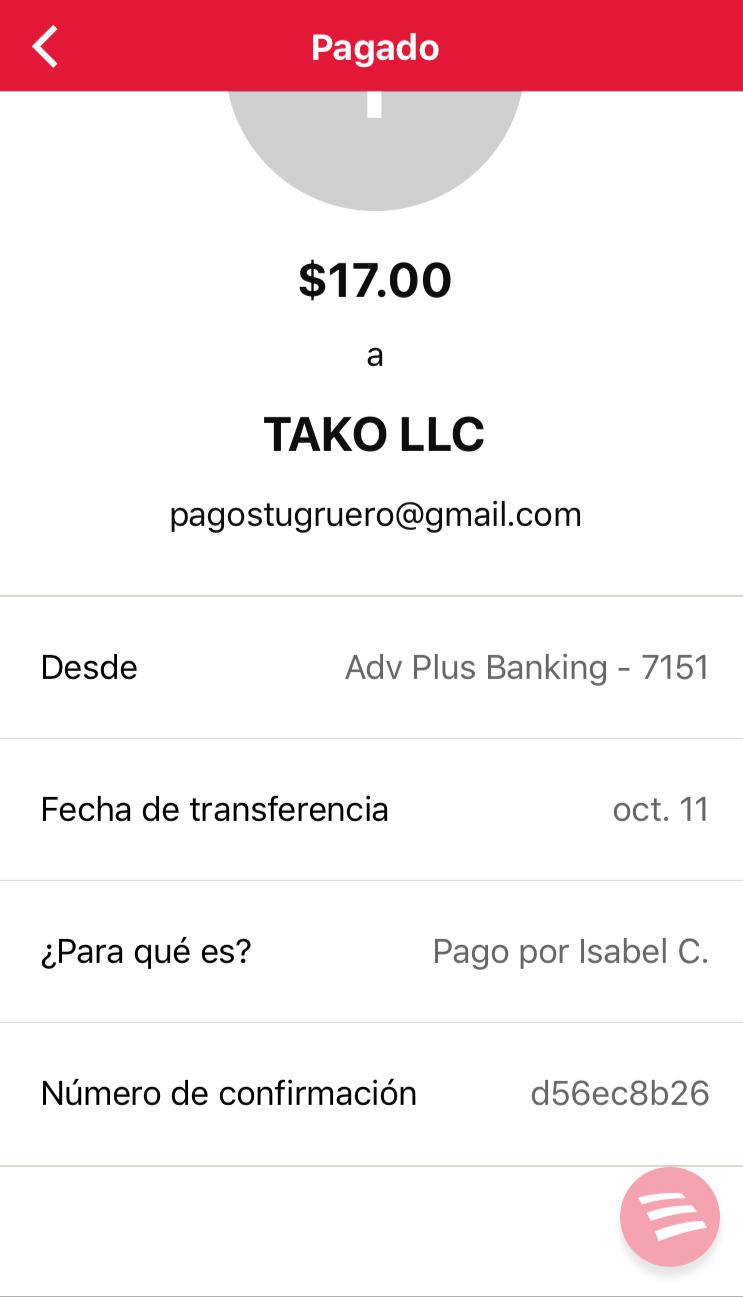 Pagado
$17.00
a
TAKO LLC
pagostugruero@gmail.com
Desde Adv Plus Banking - 7151
Fecha de transferencia oct. 11
¿Para qué es? Pago por Isabel C.
Número de confirmación d56ec8b26